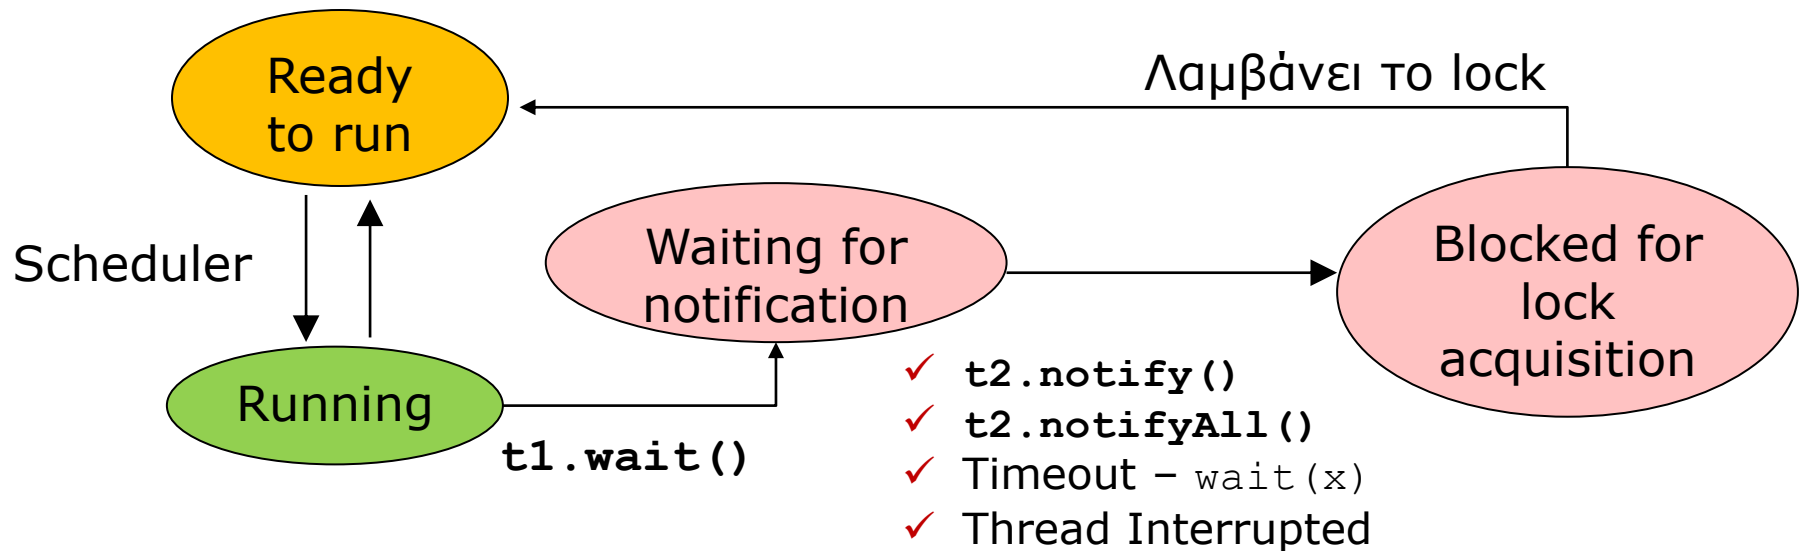 Ready
to run
Λαμβάνει το lock
Scheduler
Waiting for
notification
Blocked for
lock
acquisition
Running
t1.wait()
✓ t2.notify()
✓ t2.notifyAll()
✓ Timeout – wait(x)
✓ Thread Interrupted